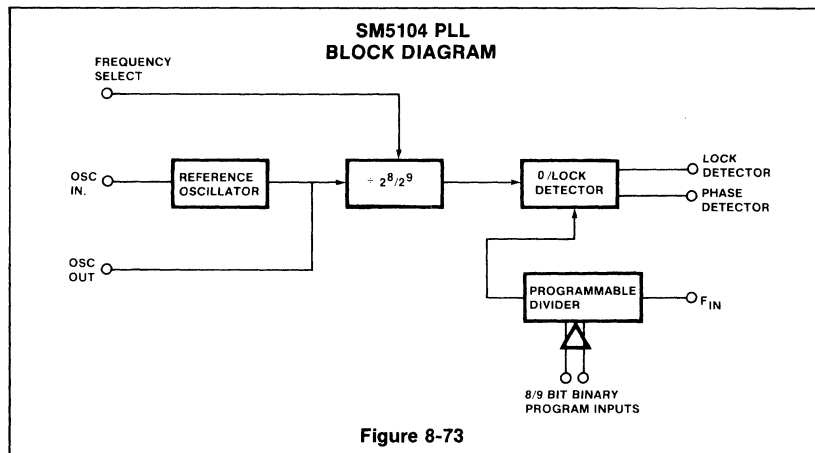 SM5104 PLL
BLOCK DIAGRAM
FREQUENCY
SELECT
OSC
IN.
REFERENCE
OSCILLATOR
÷ 2⁸/2⁹
0/LOCK
DETECTOR
LOCK
DETECTOR
PHASE
DETECTOR
OSC
OUT
PROGRAMMABLE
DIVIDER
F_IN
8/9 BIT BINARY
PROGRAM INPUTS
Figure 8-73